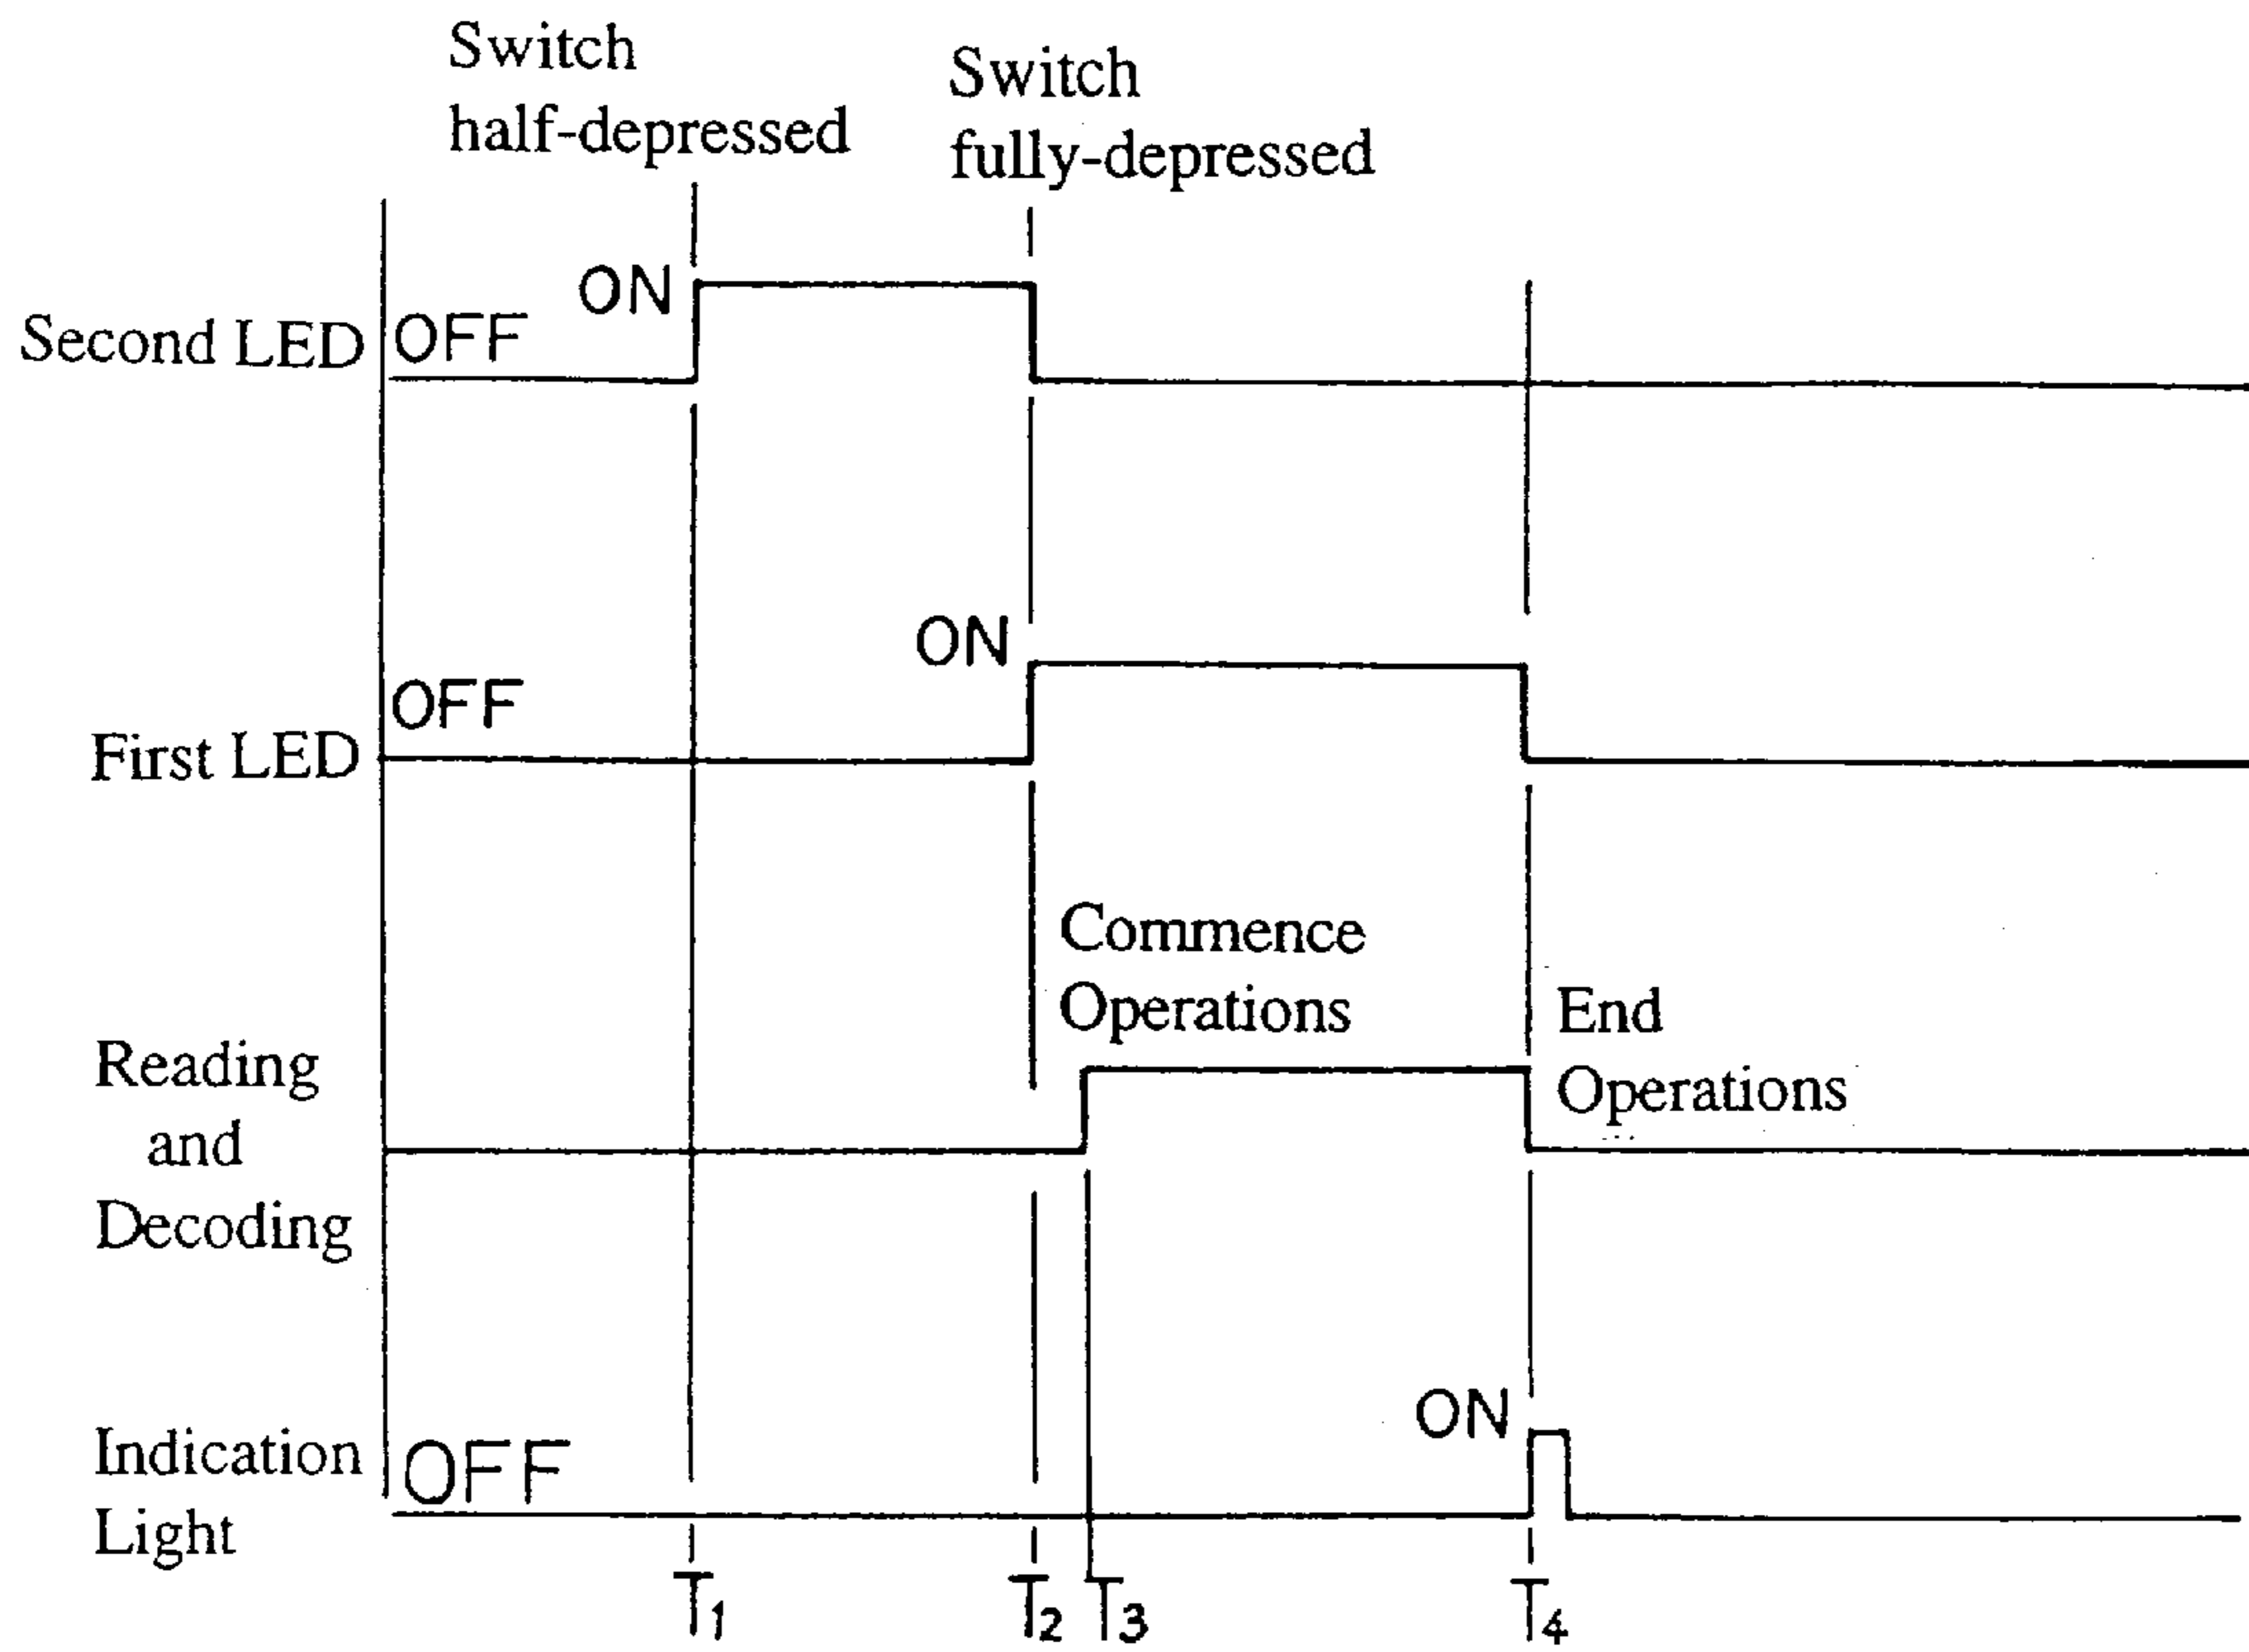 Switch
half-depressed
Switch
fully-depressed
ON
Second LED
OFF
ON
OFF
First LED
Commence
Operations
End
Operations
Reading
and
Decoding
ON
Indication
Light
OFF
T1
T2
T3
T4